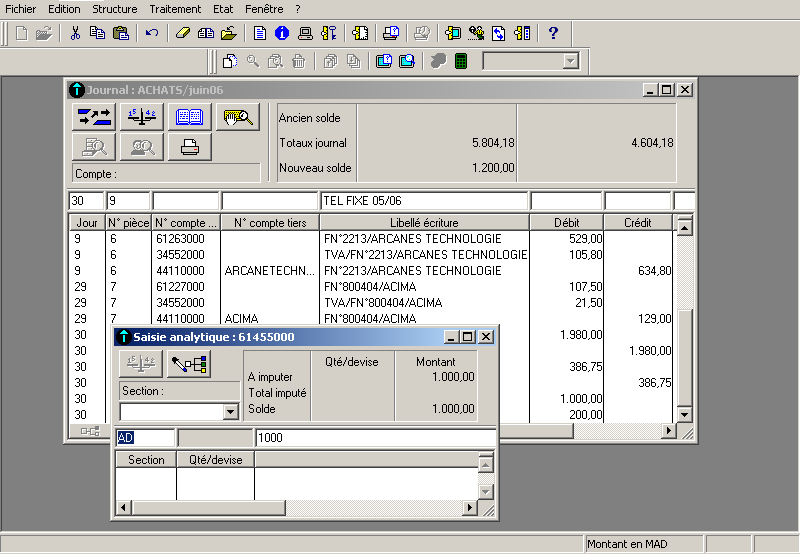 Fichier Edition Structure Traitement Etat Fenêtre ?
Journal : ACHATS/juin06
Ancien solde
Totaux journal 5.804,18 4.604,18
Nouveau solde 1.200,00
Compte :
30 9 TEL FIXE 05/06
Jour N° pièce N° compte ... N° compte tiers Libellé écriture Débit Crédit
9 6 61263000 FN°2213/ARCANES TECHNOLOGIE 529,00
9 6 34552000 TVA/FN°2213/ARCANES TECHNOLOGIE 105,80
9 6 44110000 ARCANETECHN... FN°2213/ARCANES TECHNOLOGIE 634,80
29 7 61227000 FN°800404/ACIMA 107,50
29 7 34552000 TVA/FN°800404/ACIMA 21,50
29 7 44110000 ACIMA FN°800404/ACIMA 129,00
30 1.980,00
30 1.980,00
30 386,75
30 386,75
30 1.000,00
30 200,00
Saisie analytique : 61455000
Qté/devise Montant
A imputer 1.000,00
Total imputé
Solde 1.000,00
Section :
AD 1000
Section Qté/devise
Montant en MAD